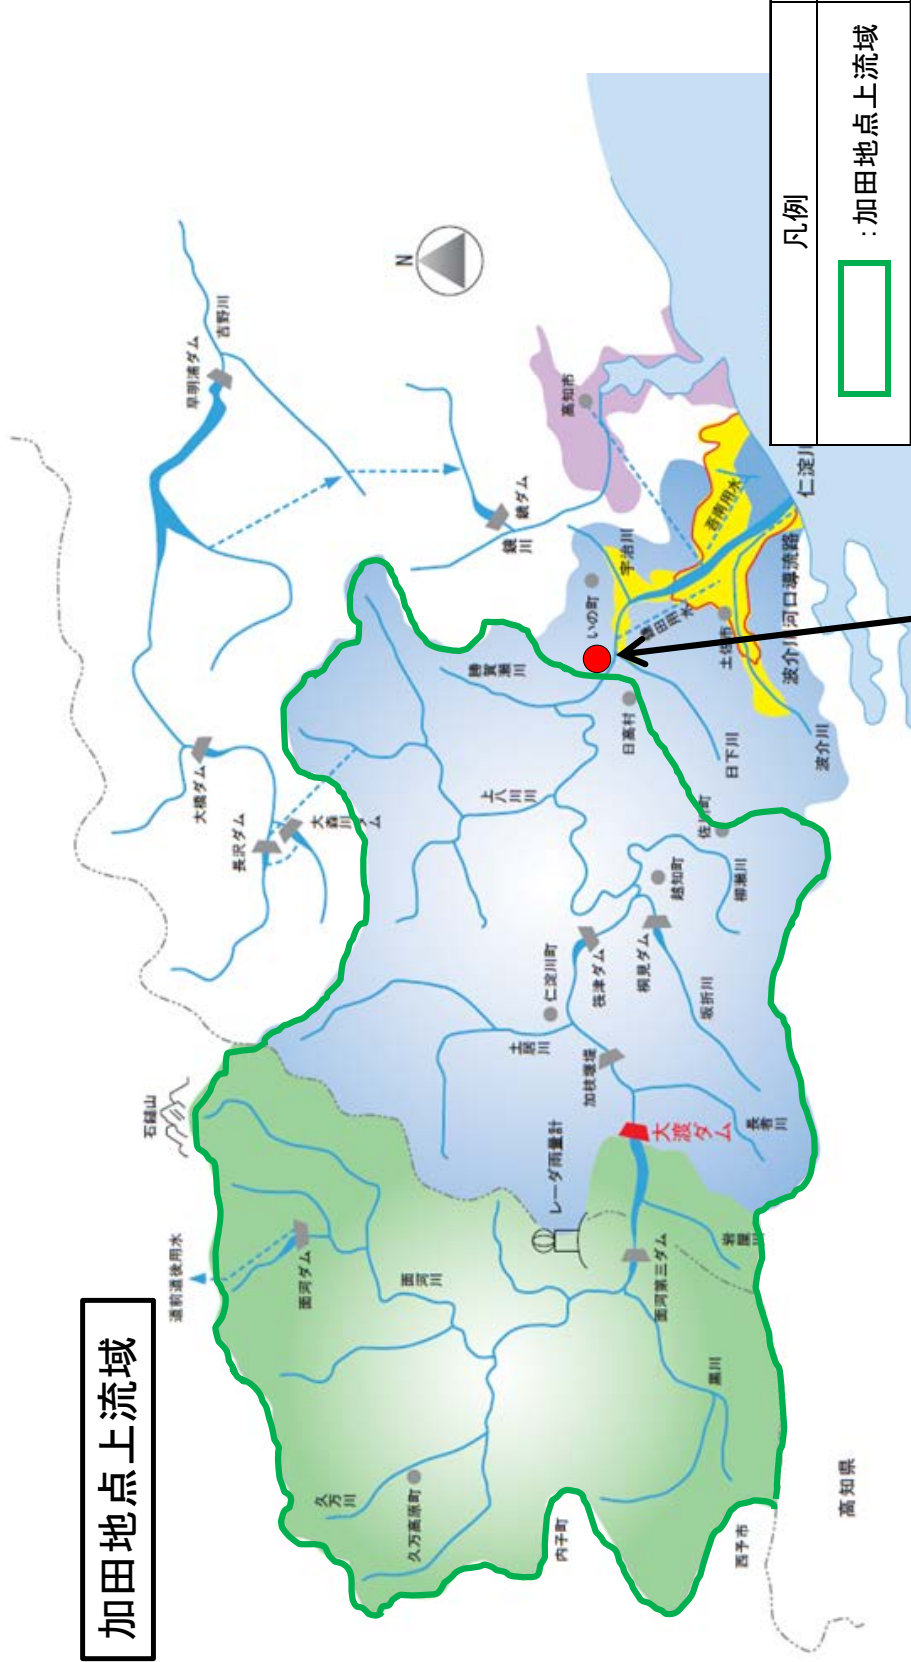 加田地点上流域
凡例
:加田地点上流域
N
石鎚山
道前道後用水
面河ダム
面河川
久万川
久万高原町
内子町
西予市
高知県
黒川
面河第三ダム
岩屋川
レーダ雨量計
大渡ダム
長者川
加枝堰堤
土居川
仁淀川町
筏津ダム
桐見ダム
坂折川
越知町
柳瀬川
佐川町
上八川川
長沢ダム
大森川ダム
大橋ダム
早明浦ダム
吉野川
鏡ダム
鏡川
高知市
勝賀瀬川
いの町
宇治川
日高村
日下川
鎌田用水
吾南用水
土佐市
波介川
波介川河口導流路
仁淀川